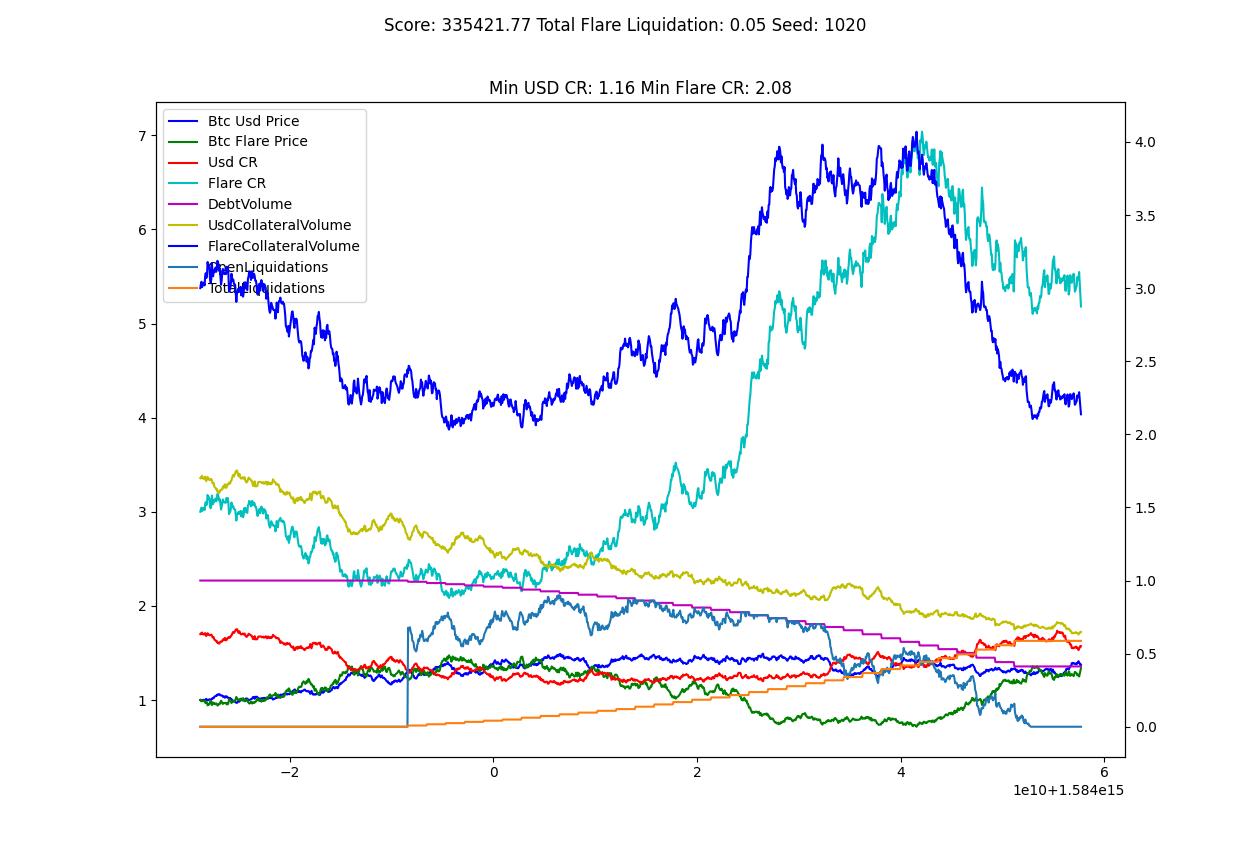 Score: 335421.77 Total Flare Liquidation: 0.05 Seed: 1020
Min USD CR: 1.16 Min Flare CR: 2.08
Btc Usd Price
Btc Flare Price
Usd CR
Flare CR
DebtVolume
UsdCollateralVolume
FlareCollateralVolume
OpenLiquidations
TotalLiquidations
7
6
5
4
3
2
1
4.0
3.5
3.0
2.5
2.0
1.5
1.0
0.5
0.0
−2
0
2
4
6
1e10+1.584e15